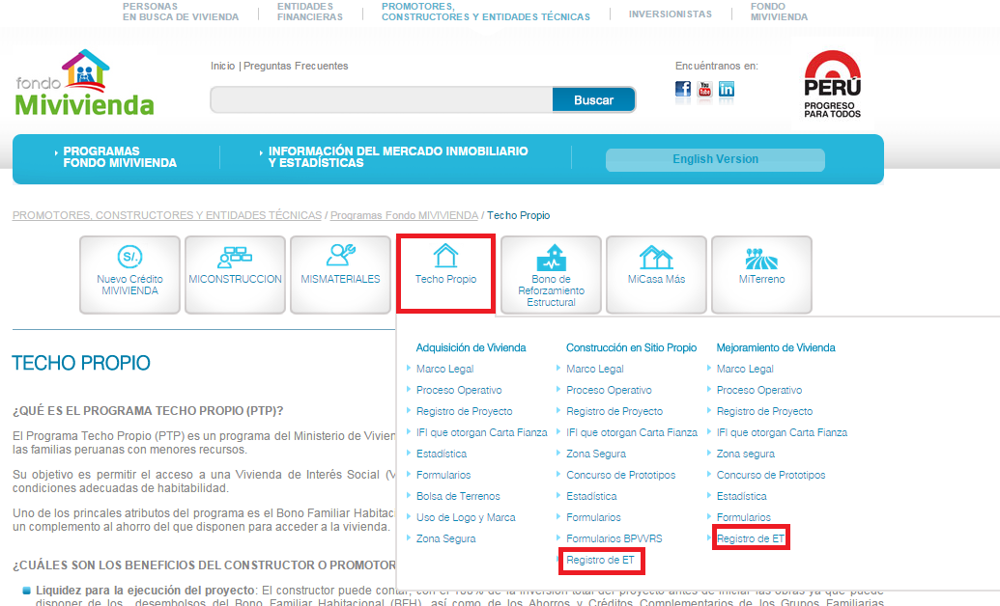 PERSONAS
EN BUSCA DE VIVIENDA
ENTIDADES
FINANCIERAS
PROMOTORES,
CONSTRUCTORES Y ENTIDADES TÉCNICAS
INVERSIONISTAS
FONDO
MIVIVIENDA
fondo
Mivivienda
Inicio | Preguntas Frecuentes
Buscar
Encuéntranos en:
f You Tube in
PERÚ
PROGRESO
PARA TODOS
PROGRAMAS
FONDO MIVIVIENDA
INFORMACIÓN DEL MERCADO INMOBILIARIO
Y ESTADÍSTICAS
English Version
PROMOTORES, CONSTRUCTORES Y ENTIDADES TÉCNICAS / Programas Fondo MIVIVIENDA / Techo Propio
S/.
Nuevo Crédito
MIVIVIENDA
MICONSTRUCCION
MISMATERIALES
Techo Propio
Bono de
Reforzamiento
Estructural
MiCasa Más
MiTerreno
Adquisición de Vivienda
Marco Legal
Proceso Operativo
Registro de Proyecto
IFI que otorgan Carta Fianza
Estadística
Formularios
Bolsa de Terrenos
Uso de Logo y Marca
Zona Segura
Construcción en Sitio Propio
Marco Legal
Proceso Operativo
Registro de Proyecto
IFI que otorgan Carta Fianza
Zona Segura
Concurso de Prototipos
Estadística
Formularios
Formularios BPVVRS
Registro de ET
Mejoramiento de Vivienda
Marco Legal
Proceso Operativo
Registro de Proyecto
IFI que otorgan Carta Fianza
Zona segura
Concurso de Prototipos
Estadística
Formularios
Registro de ET
TECHO PROPIO
¿QUÉ ES EL PROGRAMA TECHO PROPIO (PTP)?
El Programa Techo Propio (PTP) es un programa del Ministerio de Vivien
las familias peruanas con menores recursos.
Su objetivo es permitir el acceso a una Vivienda de Interés Social (V
condiciones adecuadas de habitabilidad.
Uno de los princales atributos del programa es el Bono Familiar Habitaci
un complemento al ahorro del que disponen para acceder a la vivienda.
¿CUÁLES SON LOS BENEFICIOS DEL CONSTRUCTOR O PROMOTOR
Liquidez para la ejecución del proyecto: El constructor puede contar, con el 100% de la inversión total del proyecto antes de iniciar las obras ya que puede
disponer de los desembolsos del Bono Familiar Habitacional (BFH), así como de los Ahorros y Créditos Complementarios de los Grupos Familiares